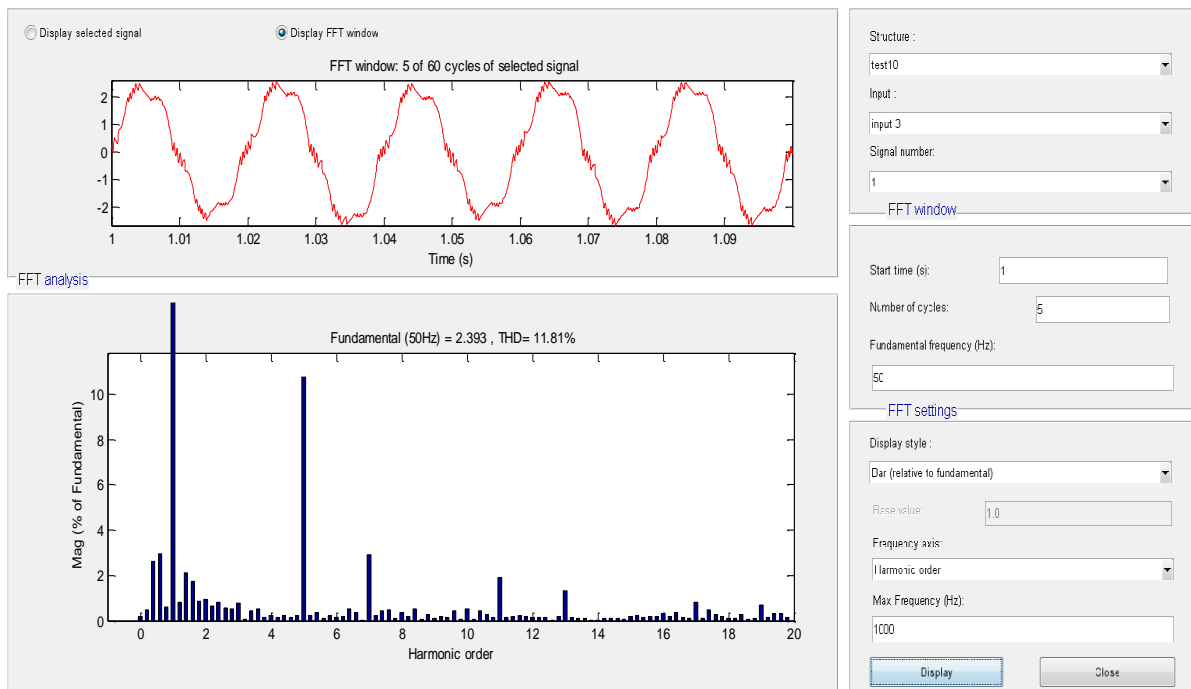 Display selected signal
Display FFT window
FFT window: 5 of 60 cycles of selected signal
2
1
0
-1
-2
1 1.01 1.02 1.03 1.04 1.05 1.06 1.07 1.08 1.09
Time (s)
FFT analysis
Fundamental (50Hz) = 2.393 , THD= 11.81%
Mag (% of Fundamental)
10
8
6
4
2
0
0 2 4 6 8 10 12 14 16 18 20
Harmonic order
Structure :
test10
Input :
input 3
Signal number:
1
FFT window
Start time (s):
1
Number of cycles:
5
Fundamental frequency (Hz):
50
FFT settings
Display style :
Bar (relative to fundamental)
Base value:
1.0
Frequency axis:
Harmonic order
Max Frequency (Hz):
1000
Display
Close